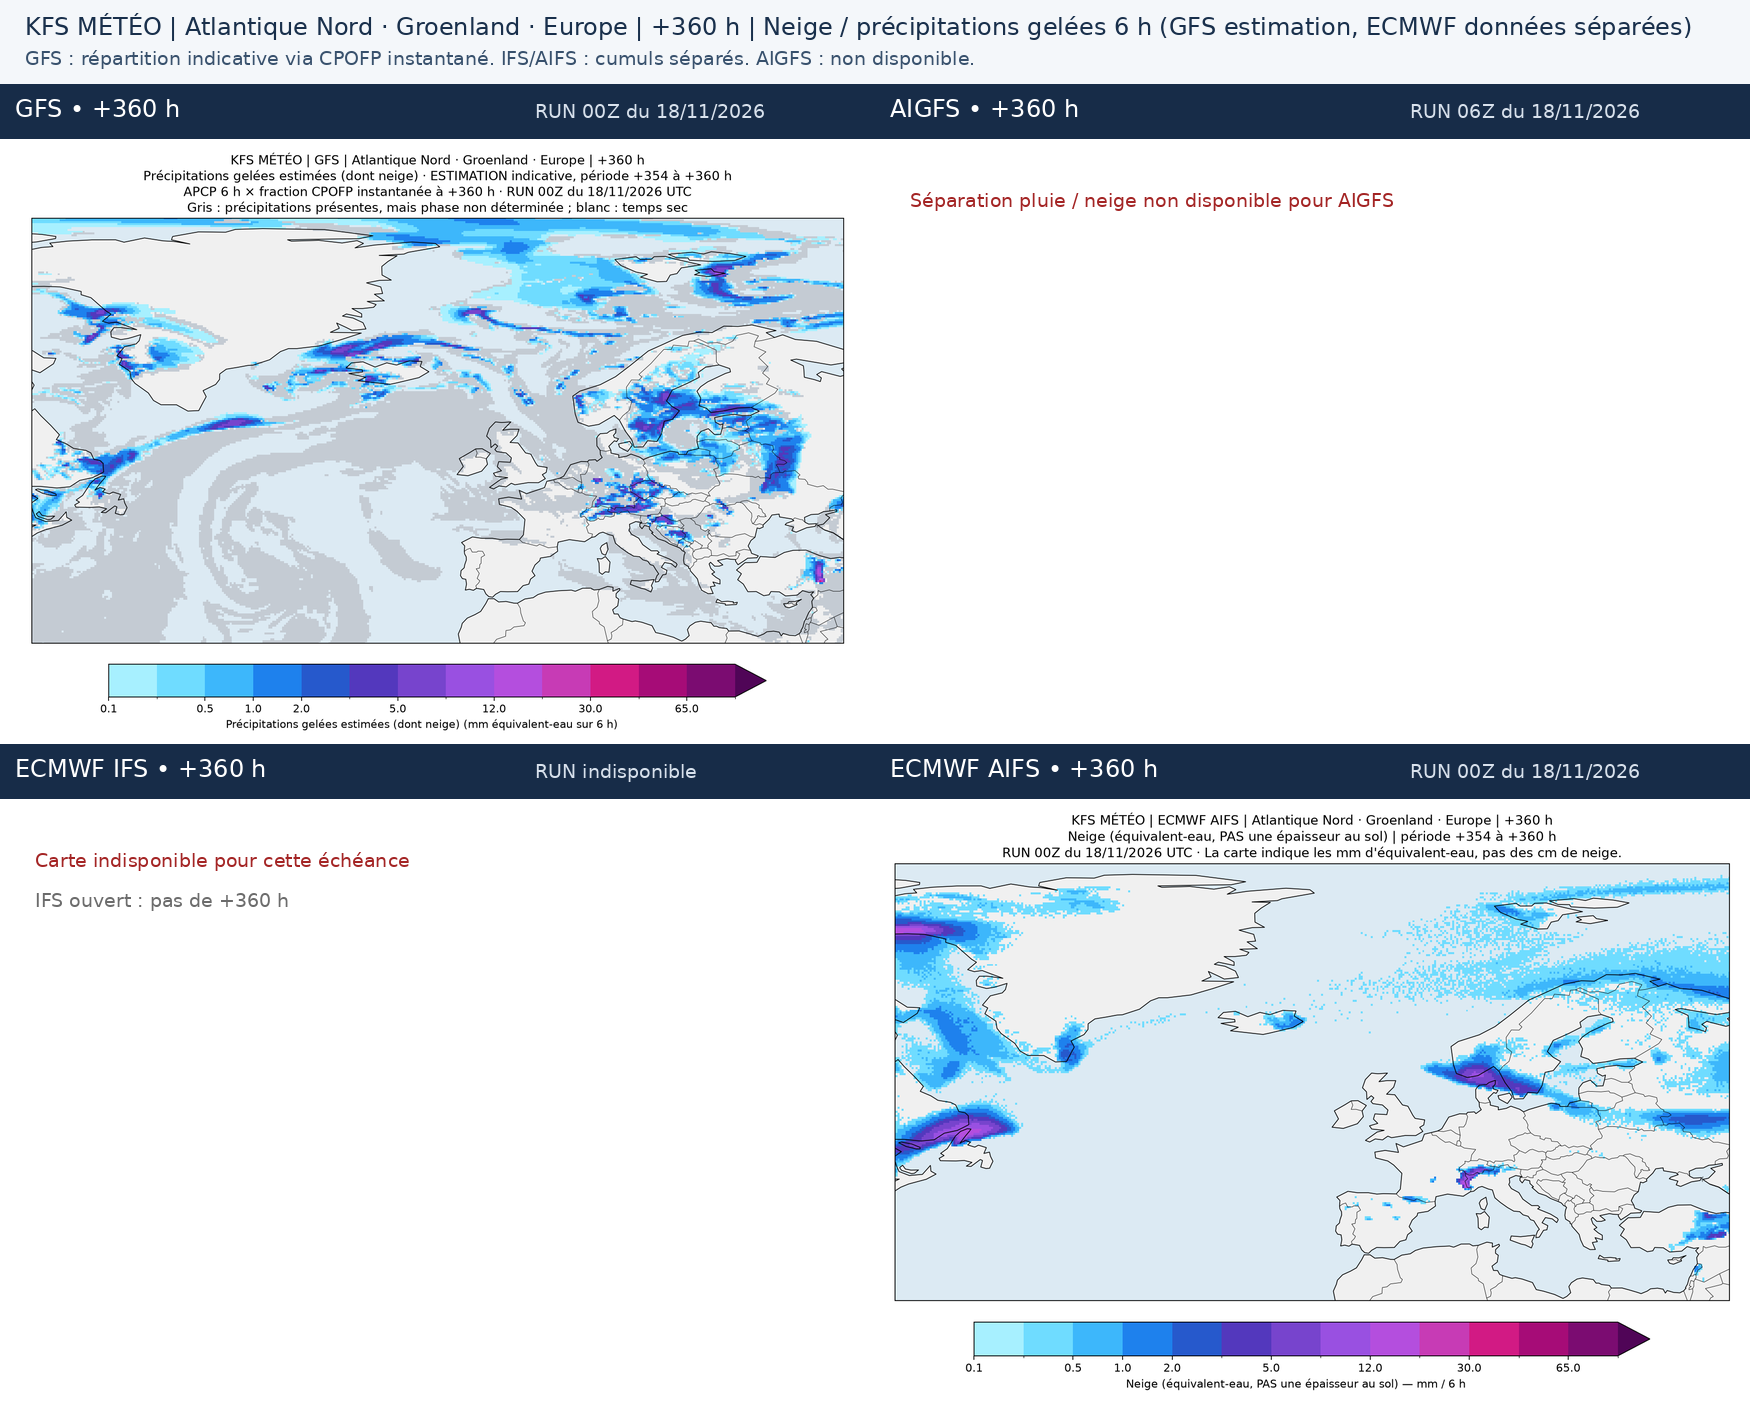 KFS MÉTÉO | Atlantique Nord · Groenland · Europe | +360 h | Neige / précipitations gelées 6 h (GFS estimation, ECMWF données séparées)
GFS : répartition indicative via CPOFP instantané. IFS/AIFS : cumuls séparés. AIGFS : non disponible.
GFS • +360 h
RUN 00Z du 18/11/2026
AIGFS • +360 h
RUN 06Z du 18/11/2026
KFS MÉTÉO | GFS | Atlantique Nord · Groenland · Europe | +360 h
Précipitations gelées estimées (dont neige) · ESTIMATION indicative, période +354 à +360 h
APCP 6 h × fraction CPOFP instantanée à +360 h · RUN 00Z du 18/11/2026 UTC
Gris : précipitations présentes, mais phase non déterminée ; blanc : temps sec
Séparation pluie / neige non disponible pour AIGFS
0.1 0.5 1.0 2.0 5.0 12.0 30.0 65.0
Précipitations gelées estimées (dont neige) (mm équivalent-eau sur 6 h)
ECMWF IFS • +360 h
RUN indisponible
ECMWF AIFS • +360 h
RUN 00Z du 18/11/2026
Carte indisponible pour cette échéance
IFS ouvert : pas de +360 h
KFS MÉTÉO | ECMWF AIFS | Atlantique Nord · Groenland · Europe | +360 h
Neige (équivalent-eau, PAS une épaisseur au sol) | période +354 à +360 h
RUN 00Z du 18/11/2026 UTC · La carte indique les mm d'équivalent-eau, pas des cm de neige.
0.1 0.5 1.0 2.0 5.0 12.0 30.0 65.0
Neige (équivalent-eau, PAS une épaisseur au sol) — mm / 6 h